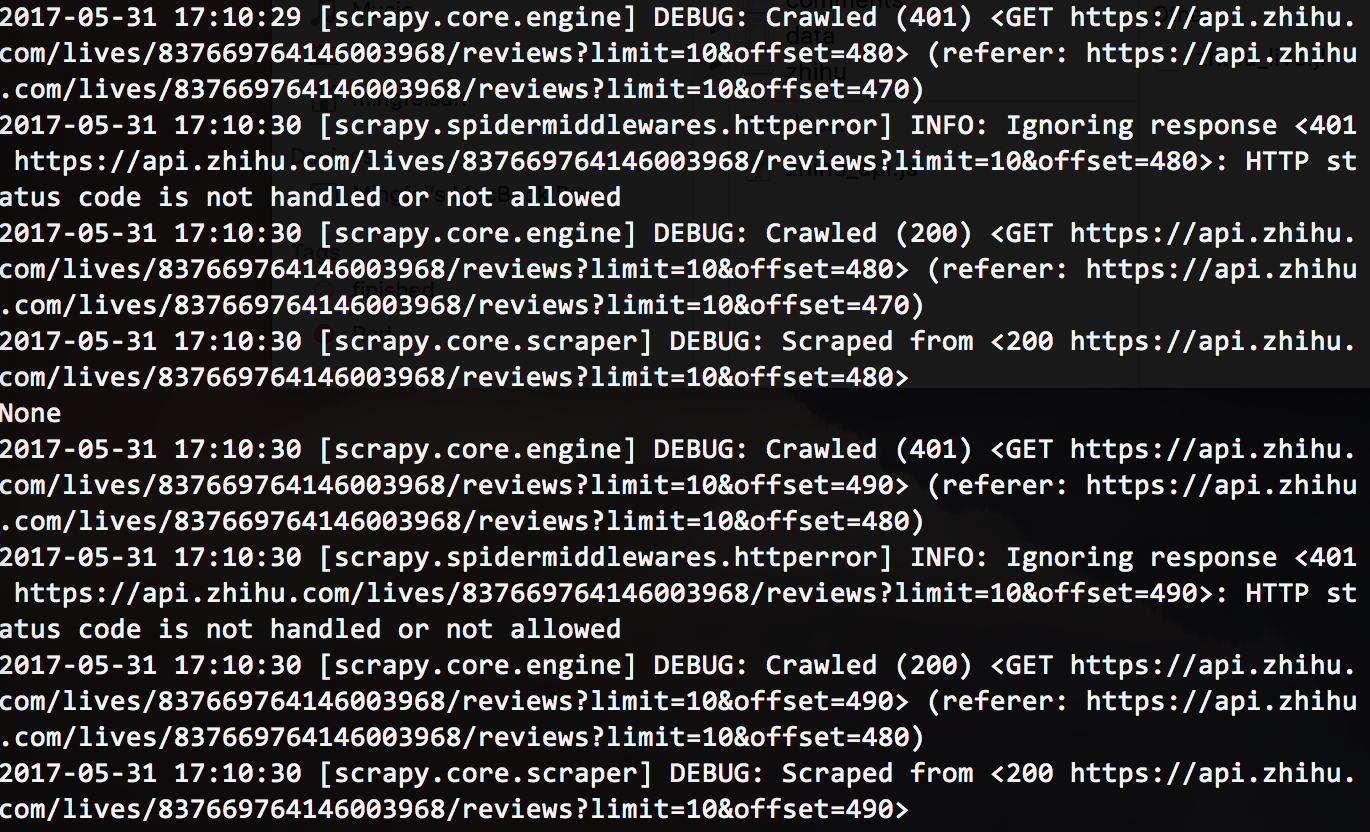 2017-05-31 17:10:29 [scrapy.core.engine] DEBUG: Crawled (401) <GET https://api.zhihu.
com/lives/837669764146003968/reviews?limit=10&offset=480> (referer: https://api.zhihu
.com/lives/837669764146003968/reviews?limit=10&offset=470)
2017-05-31 17:10:30 [scrapy.spidermiddlewares.httperror] INFO: Ignoring response <401
 https://api.zhihu.com/lives/837669764146003968/reviews?limit=10&offset=480>: HTTP st
atus code is not handled or not allowed
2017-05-31 17:10:30 [scrapy.core.engine] DEBUG: Crawled (200) <GET https://api.zhihu.
com/lives/837669764146003968/reviews?limit=10&offset=480> (referer: https://api.zhihu
.com/lives/837669764146003968/reviews?limit=10&offset=470)
2017-05-31 17:10:30 [scrapy.core.scraper] DEBUG: Scraped from <200 https://api.zhihu.
com/lives/837669764146003968/reviews?limit=10&offset=480>
None
2017-05-31 17:10:30 [scrapy.core.engine] DEBUG: Crawled (401) <GET https://api.zhihu.
com/lives/837669764146003968/reviews?limit=10&offset=490> (referer: https://api.zhihu
.com/lives/837669764146003968/reviews?limit=10&offset=480)
2017-05-31 17:10:30 [scrapy.spidermiddlewares.httperror] INFO: Ignoring response <401
 https://api.zhihu.com/lives/837669764146003968/reviews?limit=10&offset=490>: HTTP st
atus code is not handled or not allowed
2017-05-31 17:10:30 [scrapy.core.engine] DEBUG: Crawled (200) <GET https://api.zhihu.
com/lives/837669764146003968/reviews?limit=10&offset=490> (referer: https://api.zhihu
.com/lives/837669764146003968/reviews?limit=10&offset=480)
2017-05-31 17:10:30 [scrapy.core.scraper] DEBUG: Scraped from <200 https://api.zhihu.
com/lives/837669764146003968/reviews?limit=10&offset=490>